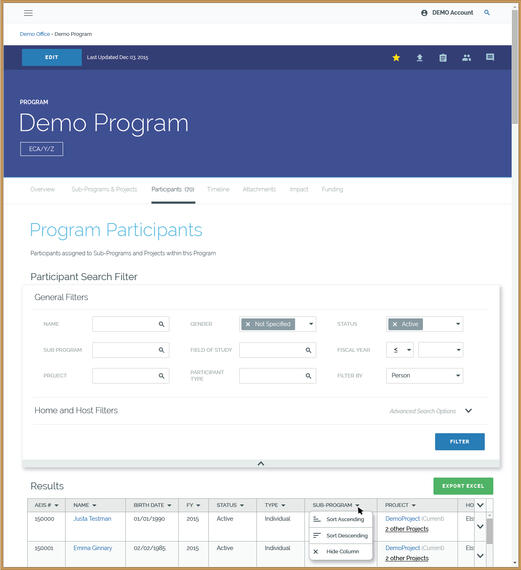 DEMO Account
Demo Office › Demo Program
EDIT
Last Updated Dec 03, 2015
PROGRAM
Demo Program
ECA/Y/Z
Overview
Sub-Programs & Projects
Participants (70)
Timeline
Attachments
Impact
Funding
Program Participants
Participants assigned to Sub-Programs and Projects within this Program
Participant Search Filter
General Filters
NAME
GENDER
× Not Specified
STATUS
× Active
SUB PROGRAM
FIELD OF STUDY
FISCAL YEAR
≤
PROJECT
PARTICIPANT
TYPE
FILTER BY
Person
Home and Host Filters
Advanced Search Options
FILTER
Results
EXPORT EXCEL
AEIS # NAME BIRTH DATE FY STATUS TYPE SUB-PROGRAM PROJECT HO
150000 Justa Testman 01/01/1990 2015 Active Individual DemoProject (Current)
2 other Projects
Sort Ascending
Sort Descending
Hide Column
150001 Emma Ginnary 02/02/1985 2015 Active Individual DemoProject (Current)
2 other Projects